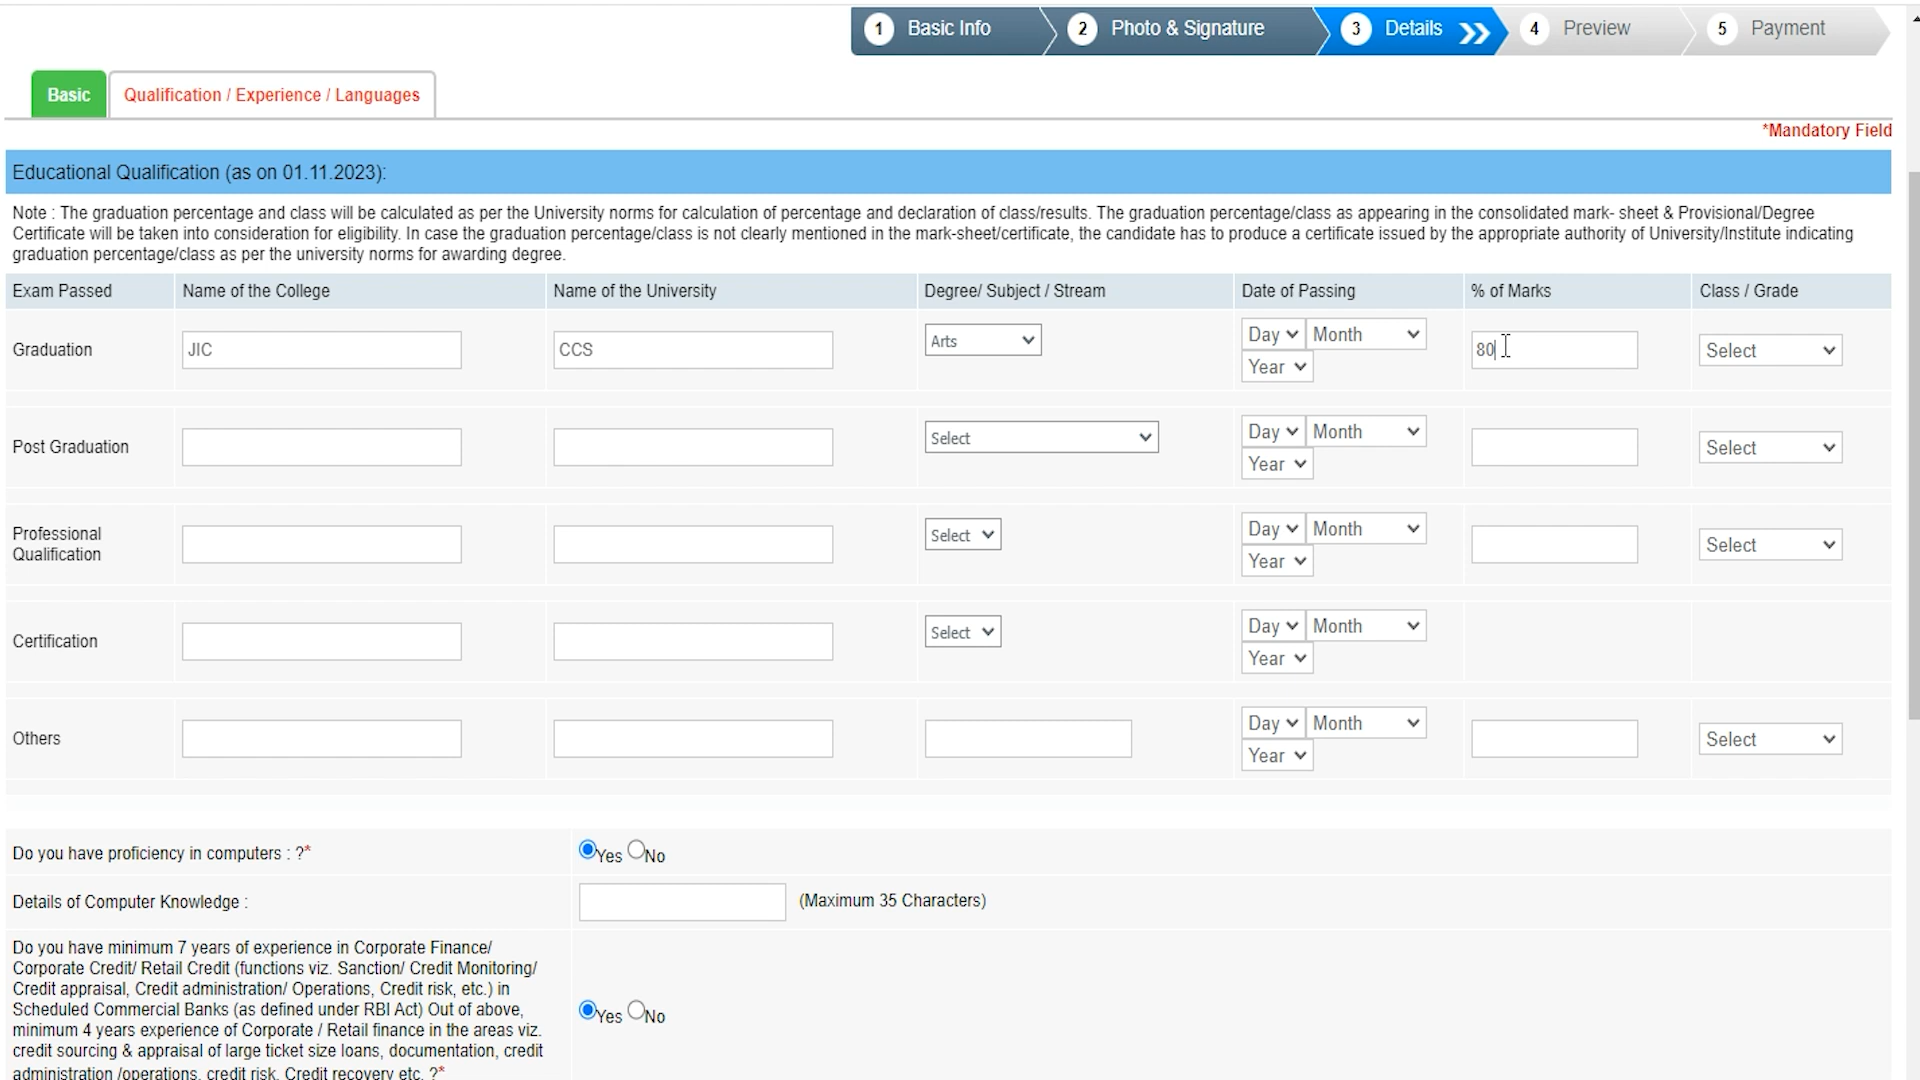 1 Basic Info 2 Photo & Signature 3 Details 4 Preview 5 Payment
Basic Qualification / Experience / Languages
*Mandatory Field
Educational Qualification (as on 01.11.2023):
Note : The graduation percentage and class will be calculated as per the University norms for calculation of percentage and declaration of class/results. The graduation percentage/class as appearing in the consolidated mark- sheet & Provisional/Degree
Certificate will be taken into consideration for eligibility. In case the graduation percentage/class is not clearly mentioned in the mark-sheet/certificate, the candidate has to produce a certificate issued by the appropriate authority of University/Institute indicating
graduation percentage/class as per the university norms for awarding degree.
Exam Passed Name of the College Name of the University Degree/ Subject / Stream Date of Passing % of Marks Class / Grade
Graduation JIC CCS Arts Day Month 80 Select
Year
Post Graduation Select Day Month Select
Year
Professional Select Day Month Select
Qualification Year
Certification Select Day Month
Year
Others Day Month Select
Year
Do you have proficiency in computers : ?* Yes No
Details of Computer Knowledge : (Maximum 35 Characters)
Do you have minimum 7 years of experience in Corporate Finance/
Corporate Credit/ Retail Credit (functions viz. Sanction/ Credit Monitoring/
Credit appraisal, Credit administration/ Operations, Credit risk, etc.) in
Scheduled Commercial Banks (as defined under RBI Act) Out of above, Yes No
minimum 4 years experience of Corporate / Retail finance in the areas viz.
credit sourcing & appraisal of large ticket size loans, documentation, credit
administration /operations, credit risk, Credit recovery etc. ?*